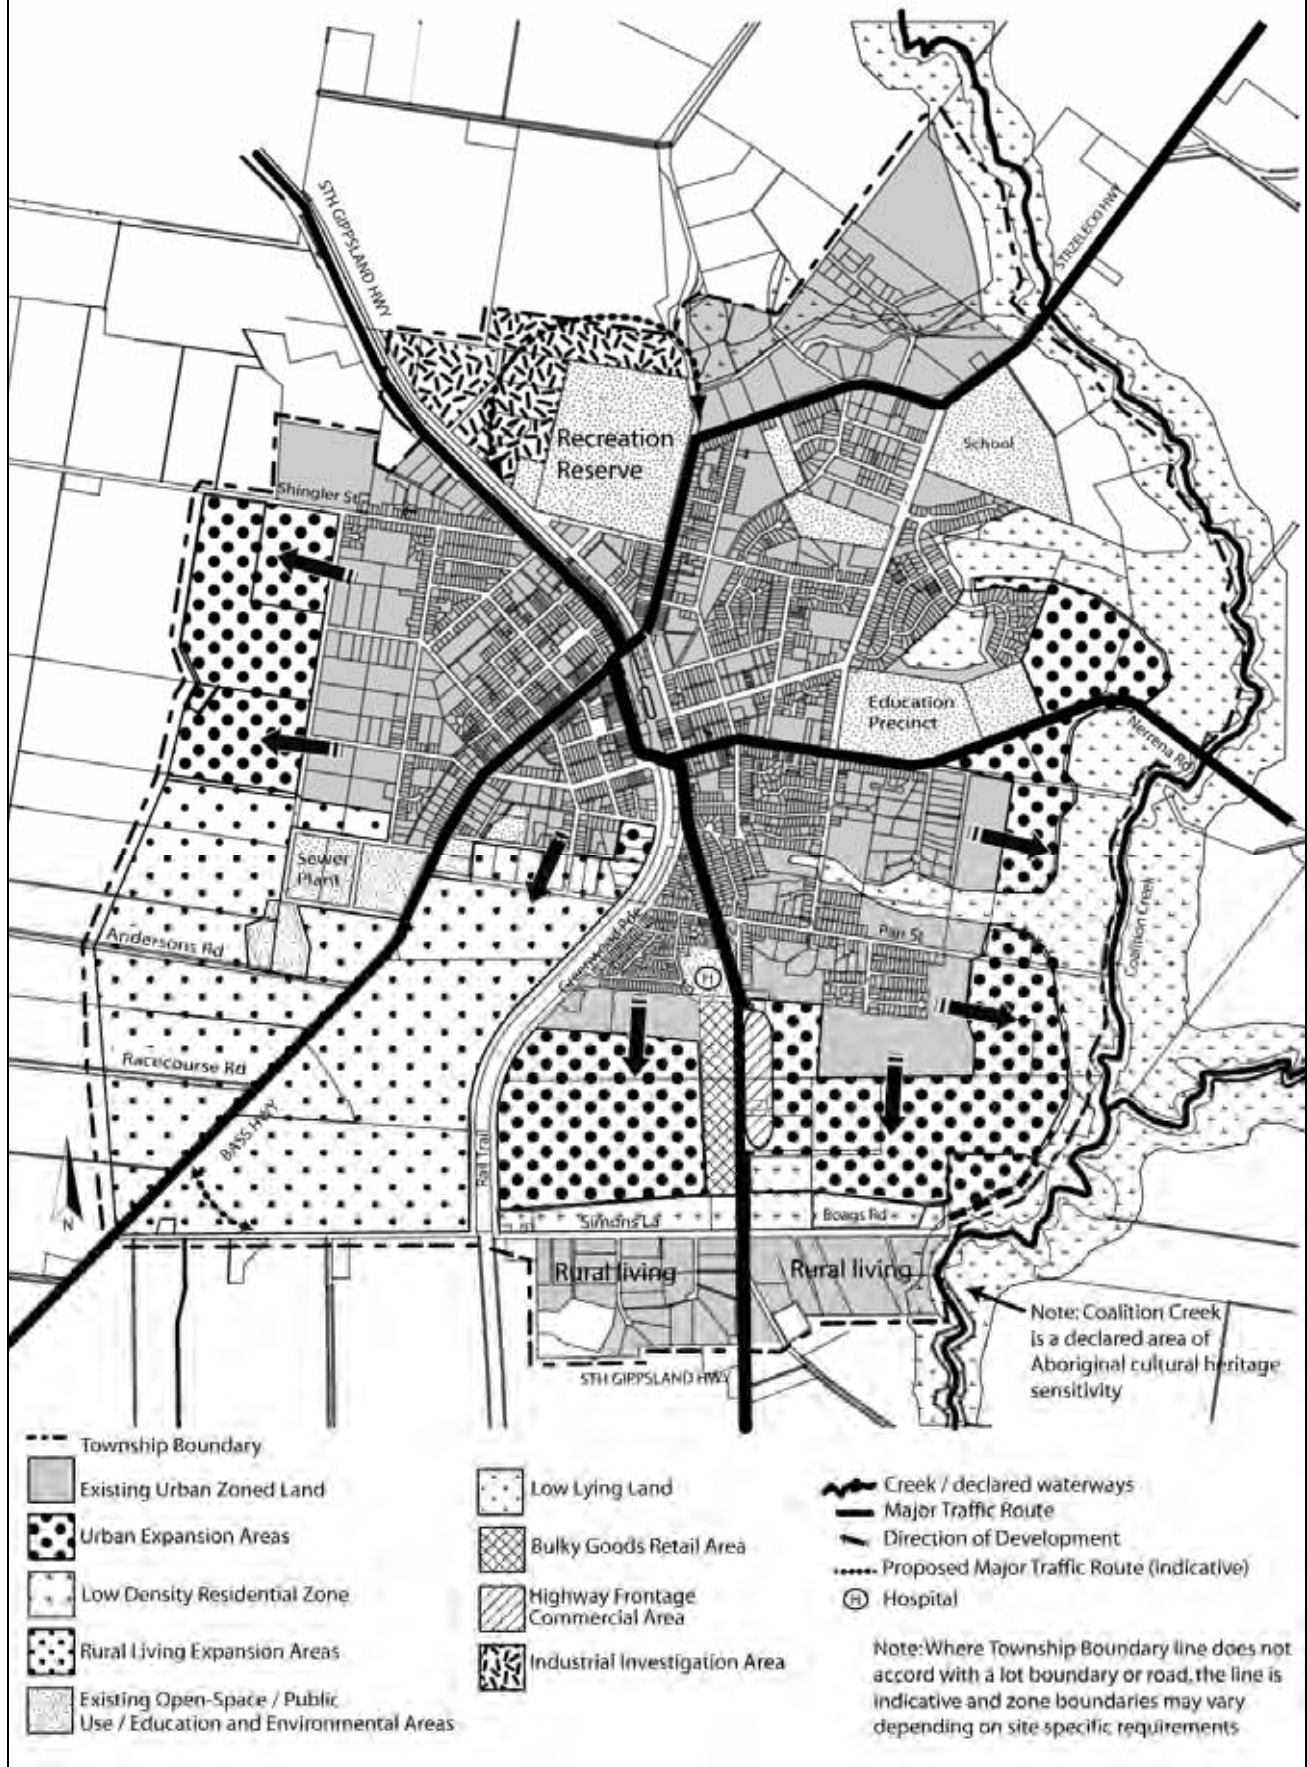 STH GIPPSLAND HWY
STRZELECKI HWY
Recreation
Reserve
School
Shingler St
Education
Precinct
Nerrena Rd
Sewer
Plant
Parr St
Coalition Creek
Andersons Rd
H
Racecourse Rd
BASS HWY
Rail Trail
N
Simons La
Boags Rd
Rural living
Rural living
Note: Coalition Creek
is a declared area of
Aboriginal cultural heritage
sensitivity
STH GIPPSLAND HWY
Township Boundary
Existing Urban Zoned Land
Urban Expansion Areas
Low Density Residential Zone
Rural Living Expansion Areas
Existing Open-Space / Public
Use / Education and Environmental Areas
Low Lying Land
Bulky Goods Retail Area
Highway Frontage
Commercial Area
Industrial Investigation Area
Creek / declared waterways
Major Traffic Route
Direction of Development
Proposed Major Traffic Route (indicative)
H Hospital
Note: Where Township Boundary line does not
accord with a lot boundary or road, the line is
indicative and zone boundaries may vary
depending on site specific requirements